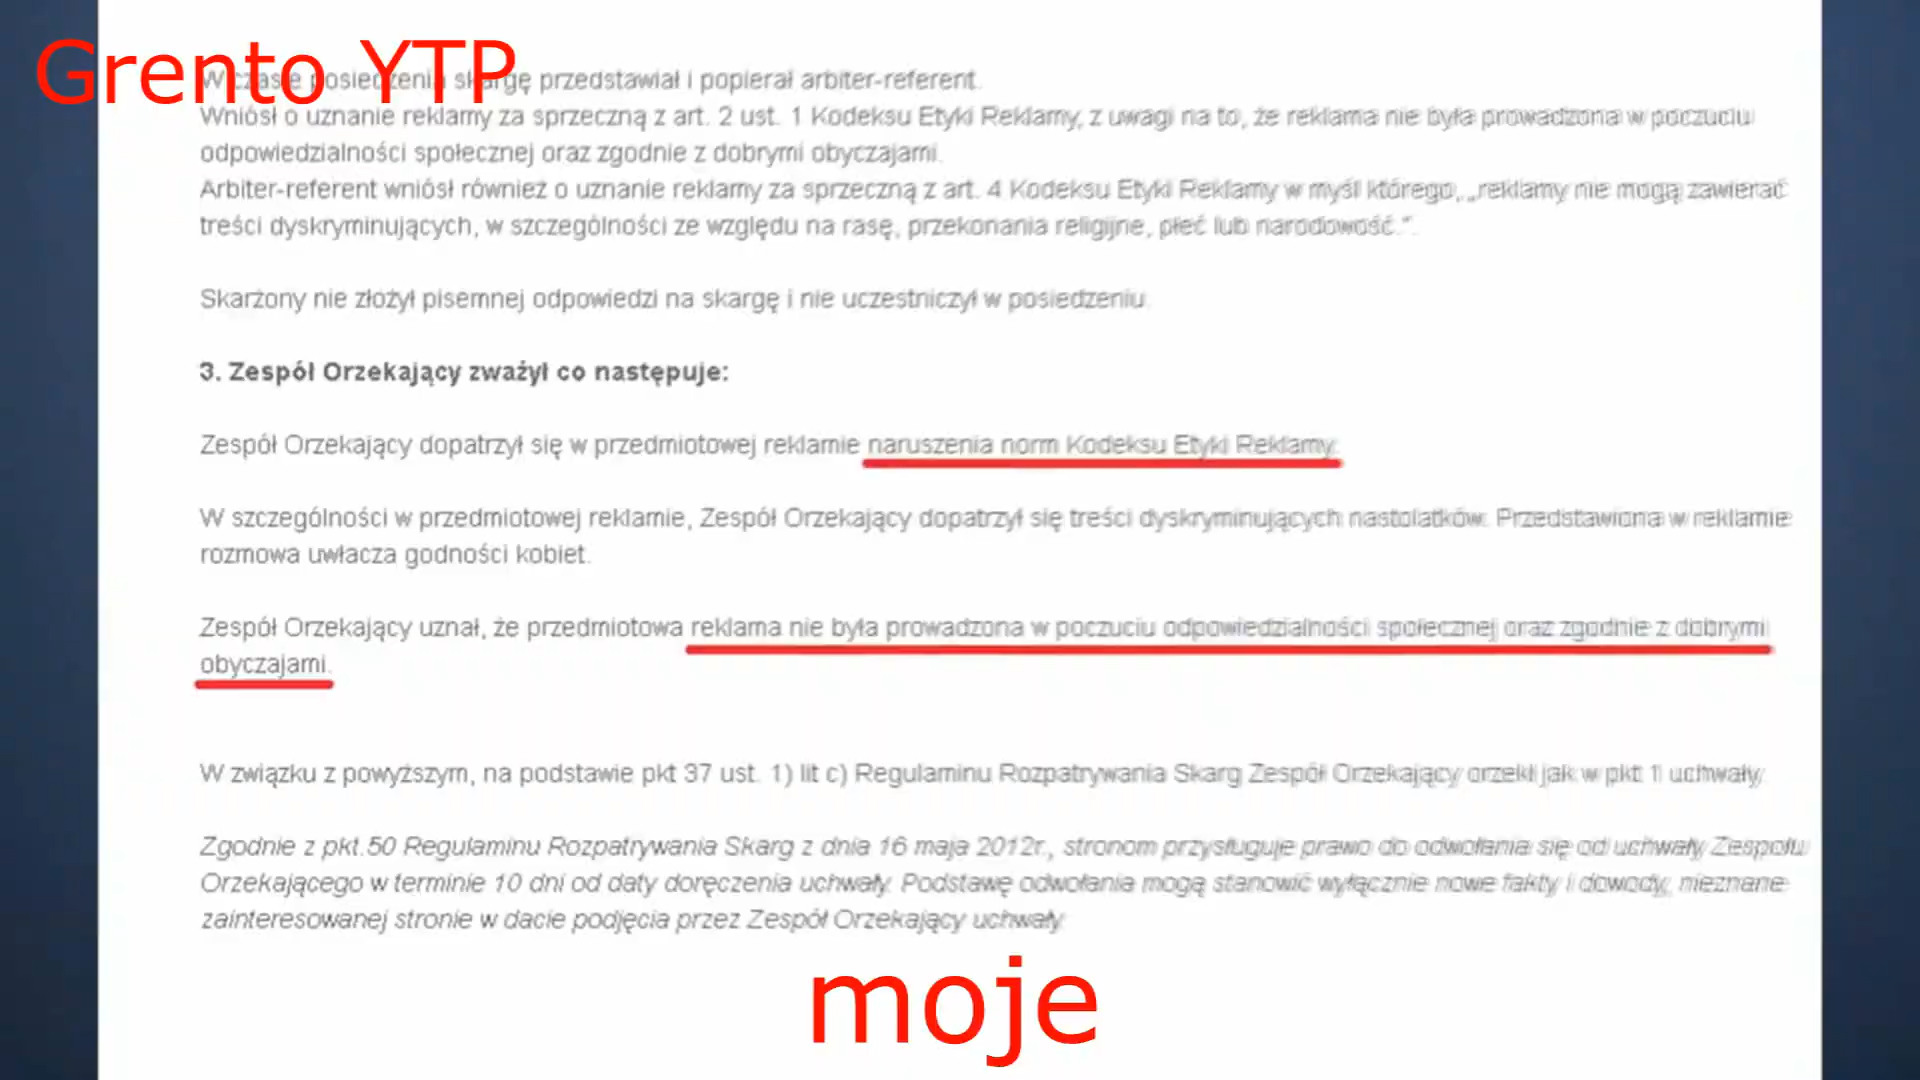 Grento YTP
W czasie posiedzenia skargę przedstawiał i popierał arbiter-referent.
Wniósł o uznanie reklamy za sprzeczną z art. 2 ust. 1 Kodeksu Etyki Reklamy, z uwagi na to, że reklama nie była prowadzona w poczuciu
odpowiedzialności społecznej oraz zgodnie z dobrymi obyczajami.
Arbiter-referent wniósł również o uznanie reklamy za sprzeczną z art. 4 Kodeksu Etyki Reklamy w myśl którego, „reklamy nie mogą zawierać
treści dyskryminujących, w szczególności ze względu na rasę, przekonania religijne, płeć lub narodowość.”.
Skarżony nie złożył pisemnej odpowiedzi na skargę i nie uczestniczył w posiedzeniu.
3. Zespół Orzekający zważył co następuje:
Zespół Orzekający dopatrzył się w przedmiotowej reklamie naruszenia norm Kodeksu Etyki Reklamy.
W szczególności w przedmiotowej reklamie, Zespół Orzekający dopatrzył się treści dyskryminujących nastolatków. Przedstawiona w reklamie
rozmowa uwłacza godności kobiet.
Zespół Orzekający uznał, że przedmiotowa reklama nie była prowadzona w poczuciu odpowiedzialności społecznej oraz zgodnie z dobrymi
obyczajami.
W związku z powyższym, na podstawie pkt 37 ust. 1) lit c) Regulaminu Rozpatrywania Skarg Zespół Orzekający orzekł jak w pkt 1 uchwały.
Zgodnie z pkt.50 Regulaminu Rozpatrywania Skarg z dnia 16 maja 2012r., stronom przysługuje prawo do odwołania się od uchwały Zespołu
Orzekającego w terminie 10 dni od daty doręczenia uchwały. Podstawę odwołania mogą stanowić wyłącznie nowe fakty i dowody, nieznane
zainteresowanej stronie w dacie podjęcia przez Zespół Orzekający uchwały.
moje